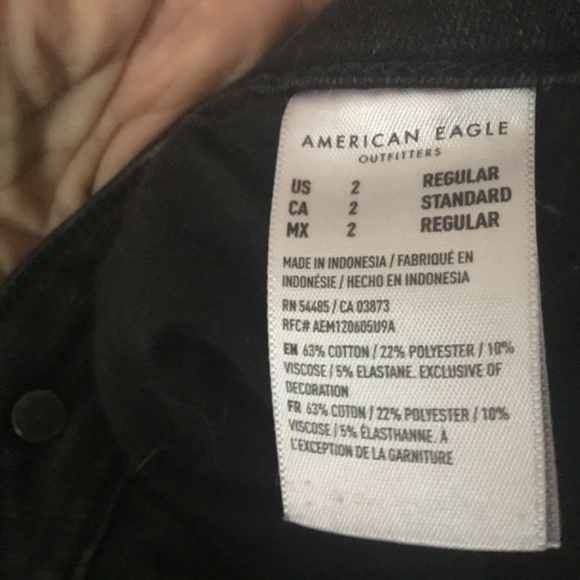 AMERICAN EAGLE
OUTFITTERS
US 2 REGULAR
CA 2 STANDARD
MX 2 REGULAR
MADE IN INDONESIA / FABRIQUÉ EN
INDONÉSIE / HECHO EN INDONESIA
RN 54485 / CA 03873
RFC# AEM120605U9A
EN 63% COTTON / 22% POLYESTER / 10%
VISCOSE / 5% ELASTANE. EXCLUSIVE OF
DECORATION
FR 63% COTON / 22% POLYESTER / 10%
VISCOSE / 5% ÉLASTHANNE. À
L'EXCEPTION DE LA GARNITURE